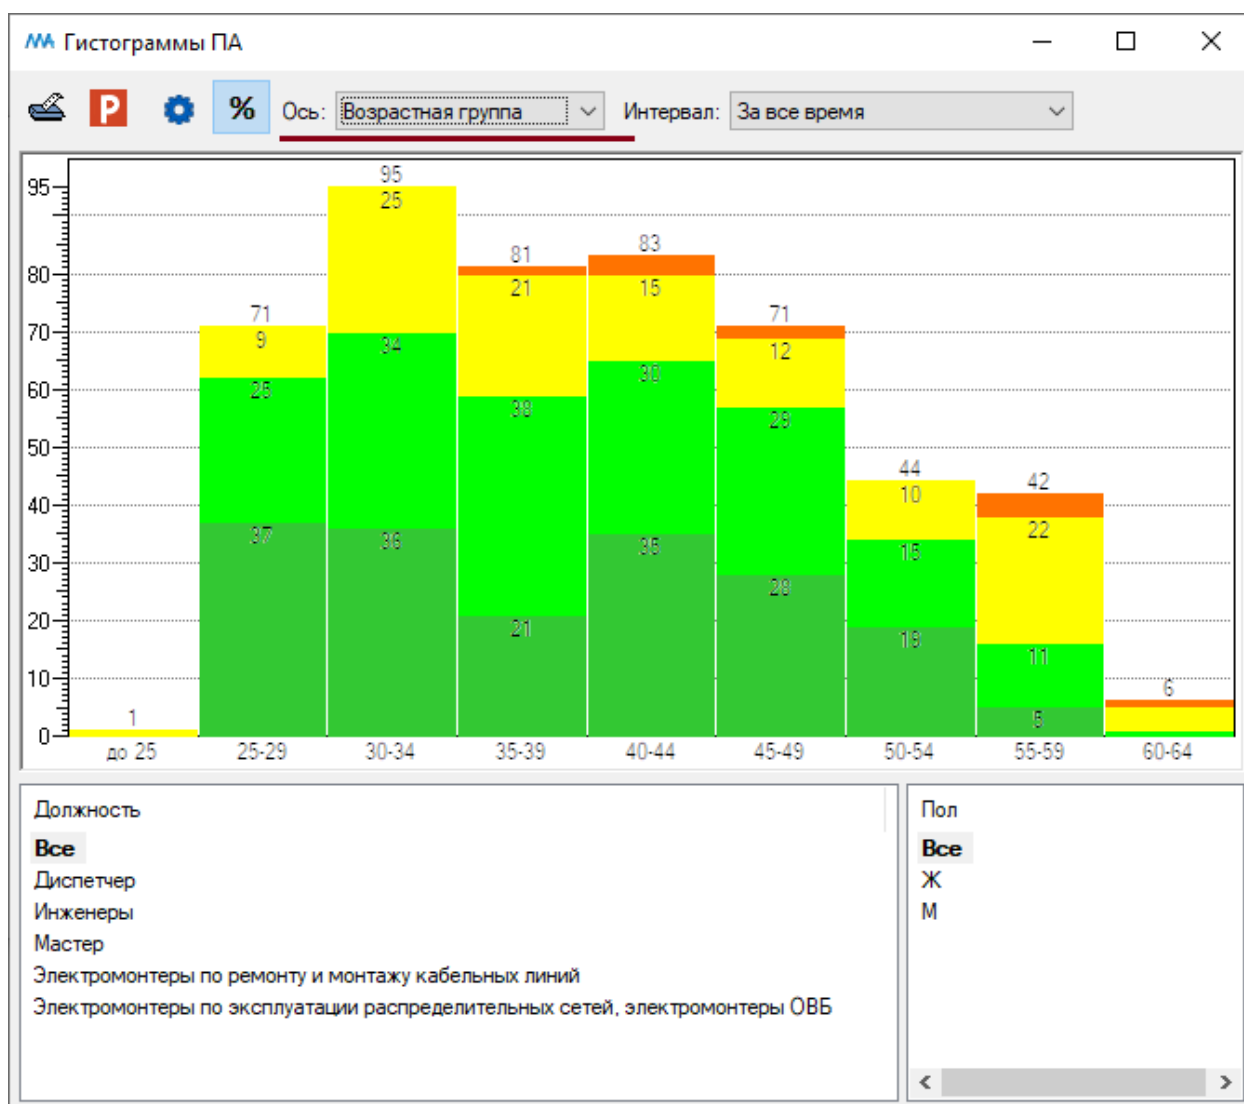 Гистограммы ПА
% Ось: Возрастная группа Интервал: За все время
95
95
25
81
83
80
21
15
71
71
70
9
34
12
60
25
30
50
38
29
44
42
40
10
22
37
36
35
15
30
28
20
21
19
11
10
6
1
5
0
до 25 25-29 30-34 35-39 40-44 45-49 50-54 55-59 60-64
Должность
Все
Диспетчер
Инженеры
Мастер
Электромонтеры по ремонту и монтажу кабельных линий
Электромонтеры по эксплуатации распределительных сетей, электромонтеры ОВБ
Пол
Все
Ж
М